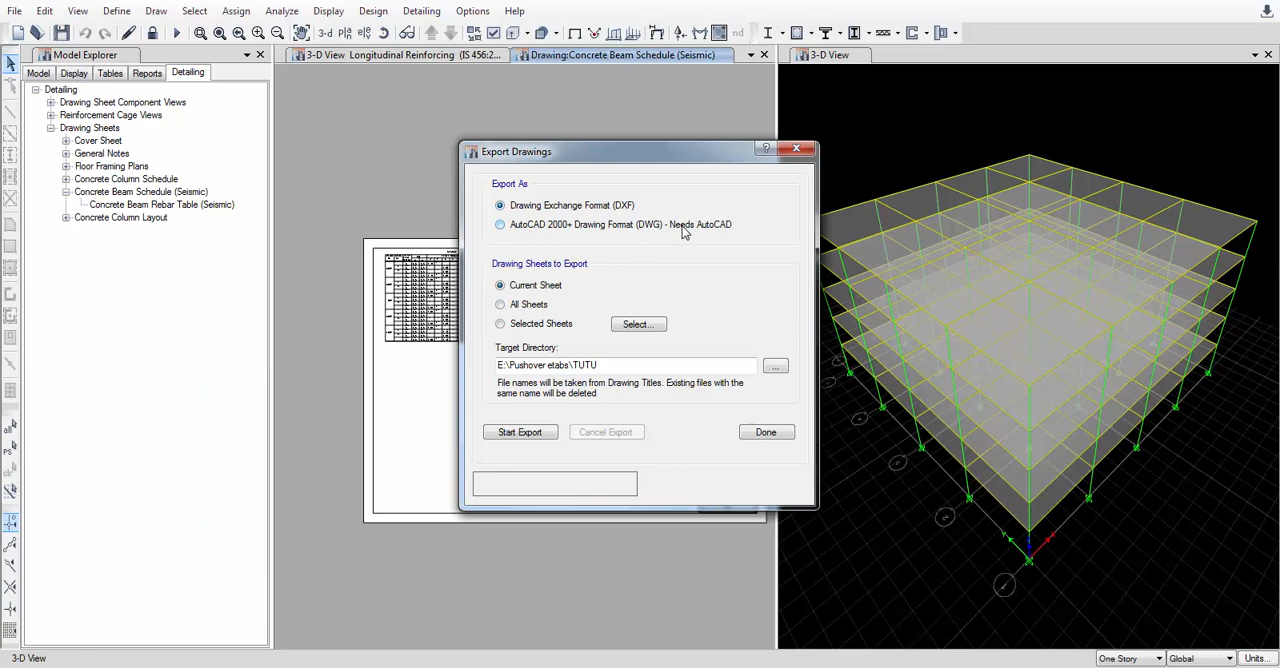 File Edit View Define Draw Select Assign Analyze Display Design Detailing Options Help
3-d nd
Model Explorer
3-D View Longitudinal Reinforcing (IS 456:2...
Drawing:Concrete Beam Schedule (Seismic)
3-D View
Model Display Tables Reports Detailing
Detailing
Drawing Sheet Component Views
Reinforcement Cage Views
Drawing Sheets
Cover Sheet
General Notes
Floor Framing Plans
Concrete Column Schedule
Concrete Beam Schedule (Seismic)
Concrete Beam Rebar Table (Seismic)
Concrete Column Layout
all
PS
clr
Export Drawings
Export As
Drawing Exchange Format (DXF)
AutoCAD 2000+ Drawing Format (DWG) - Needs AutoCAD
Drawing Sheets to Export
Current Sheet
All Sheets
Selected Sheets
Select...
Target Directory:
E:\Pushover etabs\TUTU
...
File names will be taken from Drawing Titles. Existing files with the
same name will be deleted
Start Export Cancel Export Done
3-D View
One Story Global Units...